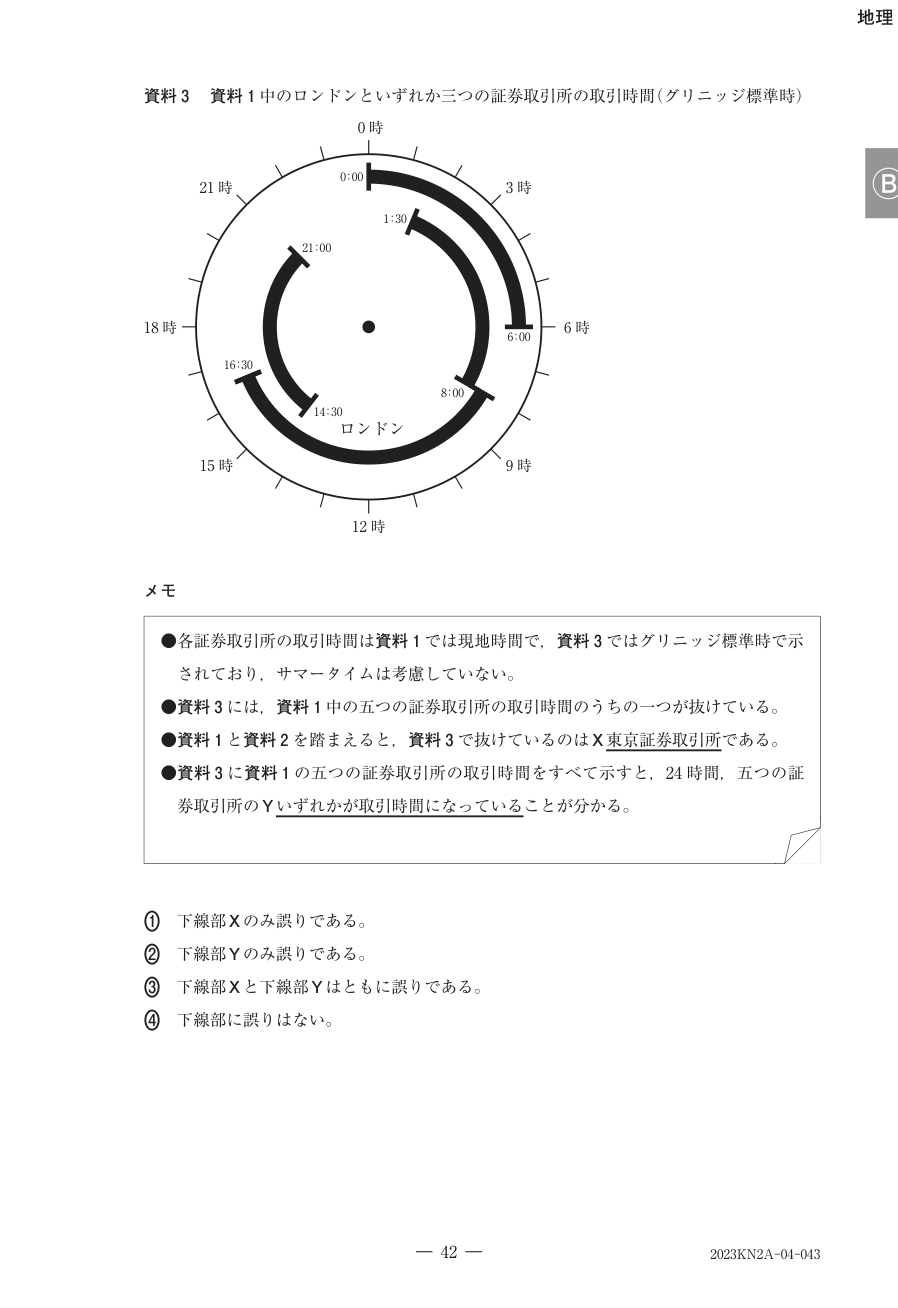 地理
資料3 資料1中のロンドンといずれか三つの証券取引所の取引時間(グリニッジ標準時)
0時
21時
0:00
3時
1:30
21:00
18時
6時
6:00
16:30
8:00
14:30
ロンドン
15時
9時
12時
Ⓑ
メモ
●各証券取引所の取引時間は資料1では現地時間で,資料3ではグリニッジ標準時で示
されており,サマータイムは考慮していない。
●資料3には,資料1中の五つの証券取引所の取引時間のうちの一つが抜けている。
●資料1と資料2を踏まえると,資料3で抜けているのはX東京証券取引所である。
●資料3に資料1の五つの証券取引所の取引時間をすべて示すと,24時間,五つの証
券取引所のYいずれかが取引時間になっていることが分かる。
① 下線部Xのみ誤りである。
② 下線部Yのみ誤りである。
③ 下線部Xと下線部Yはともに誤りである。
④ 下線部に誤りはない。
― 42 ―
2023KN2A-04-043